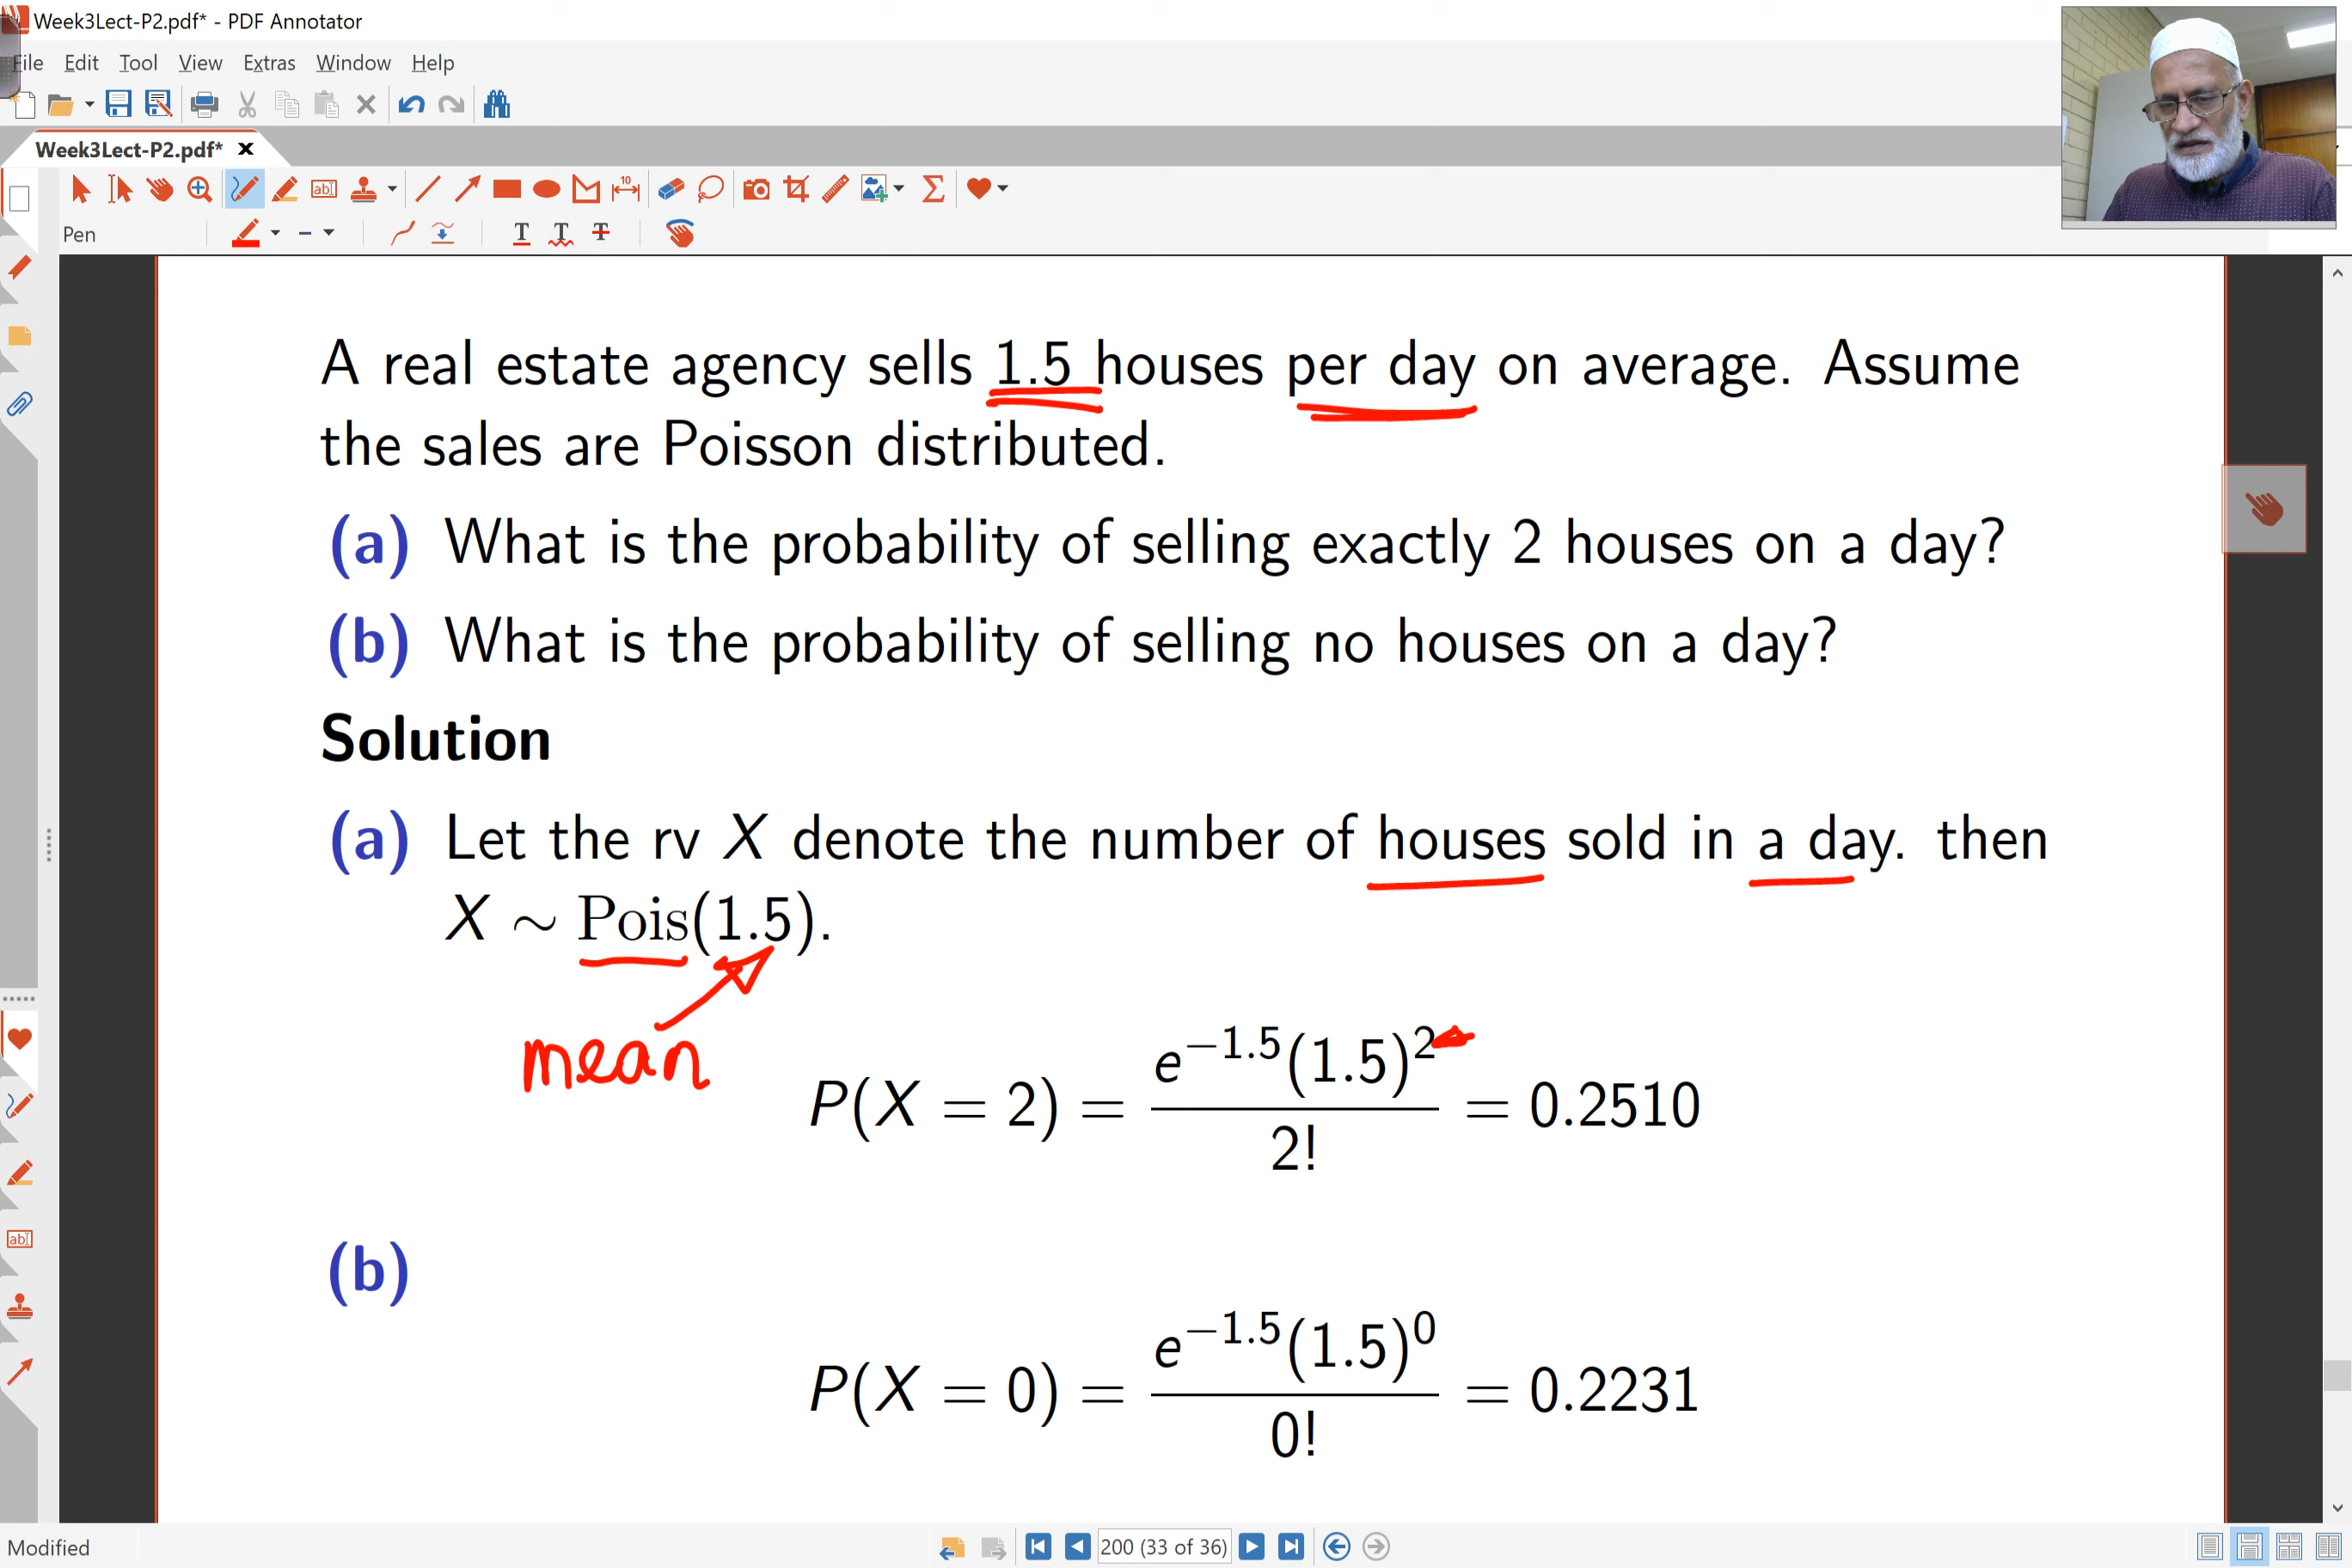 Week3Lect-P2.pdf* - PDF Annotator
File Edit Tool View Extras Window Help
Week3Lect-P2.pdf*
ab
10
Σ
Pen
T T T
A real estate agency sells 1.5 houses per day on average. Assume
the sales are Poisson distributed.
(a) What is the probability of selling exactly 2 houses on a day?
(b) What is the probability of selling no houses on a day?
Solution
(a) Let the rv X denote the number of houses sold in a day. then
X ∼ Pois(1.5).
mean
P(X = 2) = e^{−1.5}(1.5)^2 / 2! = 0.2510
ab
(b)
P(X = 0) = e^{−1.5}(1.5)^0 / 0! = 0.2231
Modified
200 (33 of 36)